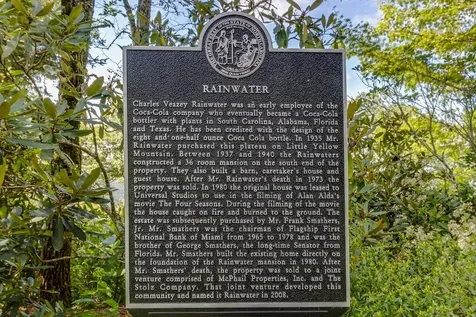 RAINWATER
Charles Veazey Rainwater was an early employee of the
Coca-Cola company who eventually became a Coca-Cola
bottler with plants in South Carolina, Alabama, Florida
and Texas. He has been credited with the design of the
eight and one-half ounce Coca Cola bottle. In 1935 Mr.
Rainwater purchased this plateau on Little Yellow
Mountain. Between 1937 and 1940 the Rainwaters
constructed a 36 room mansion on the south end of the
property. They also built a barn, caretaker's house and
guest house. After Mr. Rainwater's death in 1973 the
property was sold. In 1980 the original house was leased to
Universal Studios to use in the filming of Alan Alda's
movie The Four Seasons. During the filming of the movie
the house caught on fire and burned to the ground. The
estate was subsequently purchased by Mr. Frank Smathers,
Jr. Mr. Smathers was the chairman of Flagship First
National Bank of Miami from 1965 to 1978 and was the
brother of George Smathers, the long-time Senator from
Florida. Mr. Smathers built the existing home directly on
the foundation of the Rainwater mansion in 1980. After
Mr. Smathers' death, the property was sold to a joint
venture comprised of McPhail Properties, Inc. and The
Stolz Company. That joint venture developed this
community and named it Rainwater in 2008.